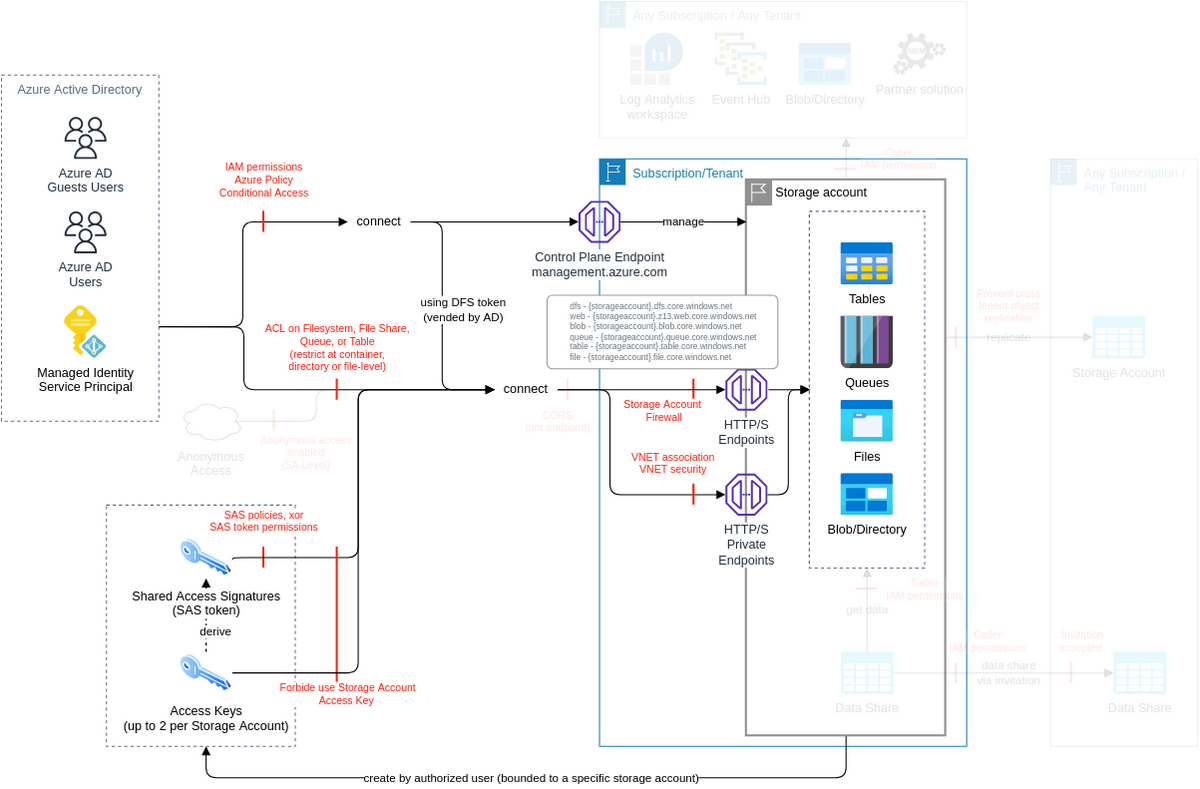 Any Subscription / Any Tenant
Log Analytics
workspace
Event Hub
Blob/Directory
SIEM
Partner solution
Azure Active Directory
Azure AD
Guests Users
Azure AD
Users
Managed Identity
Service Principal
IAM permissions
Azure Policy
Conditional Access
connect
Caller
IAM permissions
Subscription/Tenant
Storage account
manage
Control Plane Endpoint
management.azure.com
using DFS token
(vended by AD)
dfs - {storageaccount}.dfs.core.windows.net
web - {storageaccount}.z13.web.core.windows.net
blob - {storageaccount}.blob.core.windows.net
queue - {storageaccount}.queue.core.windows.net
table - {storageaccount}.table.core.windows.net
file - {storageaccount}.file.core.windows.net
ACL on Filesystem, File Share,
Queue, or Table
(restrict at container,
directory or file-level)
connect
CORS
(per endpoint)
Storage Account
Firewall
HTTP/S
Endpoints
VNET association
VNET security
HTTP/S
Private
Endpoints
Tables
Queues
Files
Blob/Directory
Any Subscription /
Any Tenant
Prevent cross
tenant object
replication
replicate
Storage Account
Anonymous
Access
Anonymous access
enabled
(SA Level)
SAS policies, xor
SAS token permissions
Shared Access Signatures
(SAS token)
derive
Access Keys
(up to 2 per Storage Account)
Forbide use Storage Account
Access Key
Caller
IAM permissions
get data
Data Share
Caller
IAM permissions
data share
via invitation
Invitation
accepted
Data Share
create by authorized user (bounded to a specific storage account)